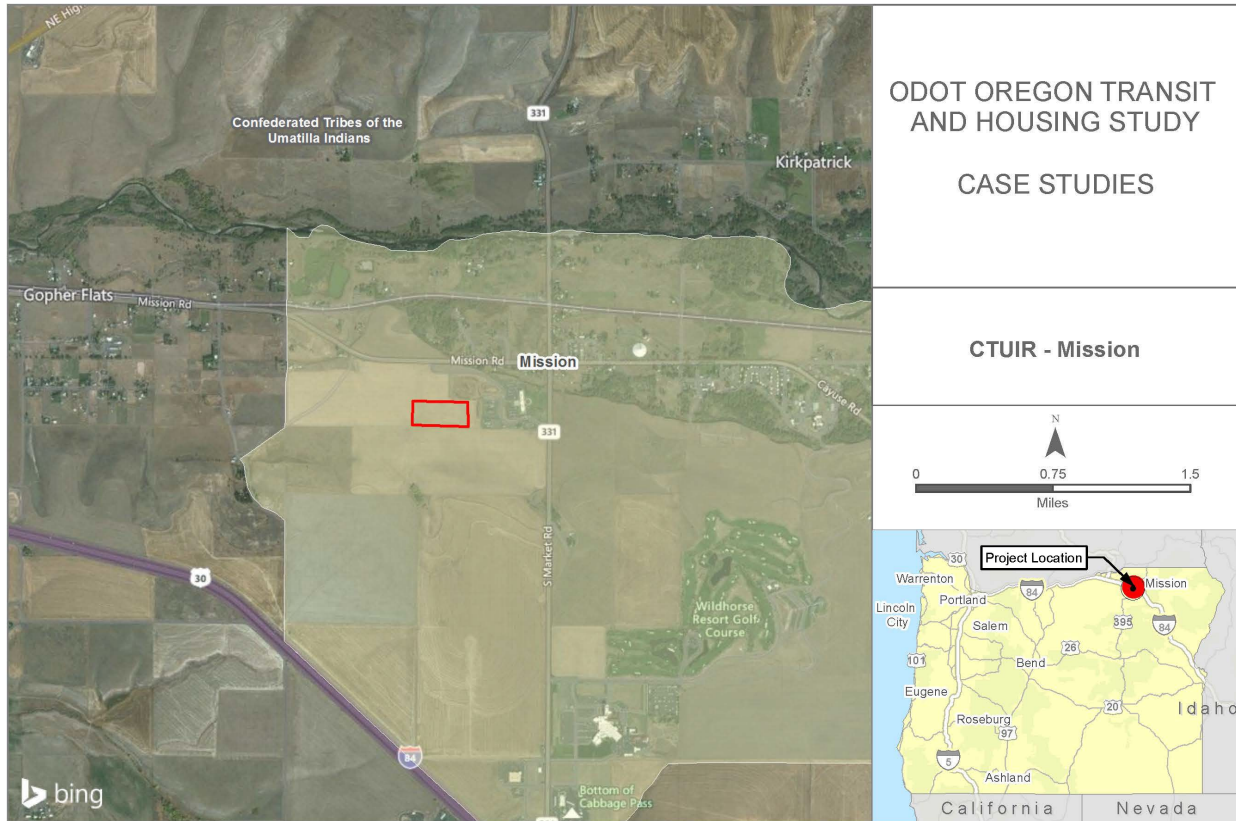 NE High
331
Confederated Tribes of the
Umatilla Indians
Kirkpatrick
Gopher Flats
Mission Rd
Mission Rd
Mission
Cayuse Rd
331
S Market Rd
30
Wildhorse
Resort Golf
Course
84
Bottom of
Cabbage Pass
bing
ODOT OREGON TRANSIT
AND HOUSING STUDY
CASE STUDIES
CTUIR - Mission
N
0
0.75
1.5
Miles
Project Location
30
Warrenton
84
Mission
Portland
Lincoln
City
Salem
395
84
26
101
Bend
Eugene
20
Idaho
Roseburg
97
5
Ashland
California
Nevada